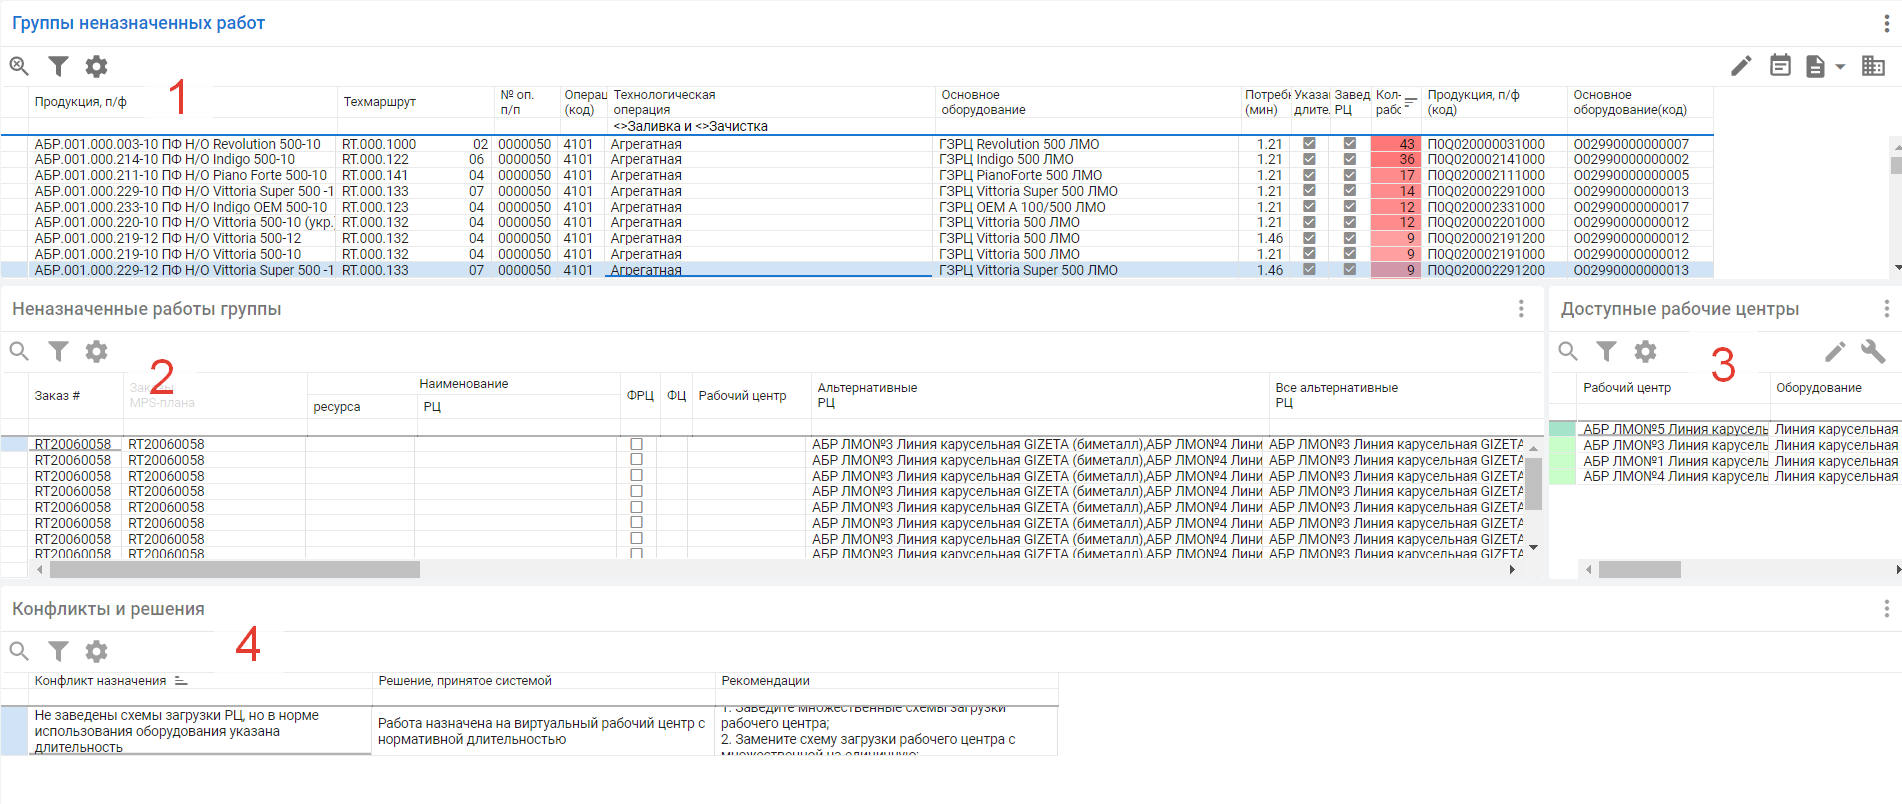 Группы неназначенных работ
1
Продукция, п/ф Техмаршрут № оп. п/п Операц (код) Технологическая операция Основное оборудование Потребн (мин) Указа длител Завед РЦ Кол- рабо Продукция, п/ф (код) Основное оборудование(код)
<>Заливка и <>Зачистка
АБР.001.000.003-10 ПФ Н/О Revolution 500-10 RT.000.1000 02 0000050 4101 Агрегатная ГЗРЦ Revolution 500 ЛМО 1.21 43 П0Q020000031000 О02990000000007
АБР.001.000.214-10 ПФ Н/О Indigo 500-10 RT.000.122 06 0000050 4101 Агрегатная ГЗРЦ Indigo 500 ЛМО 1.21 36 П0Q020002141000 О02990000000002
АБР.001.000.211-10 ПФ Н/О Piano Forte 500-10 RT.000.141 04 0000050 4101 Агрегатная ГЗРЦ PianoForte 500 ЛМО 1.21 17 П0Q020002111000 О02990000000005
АБР.001.000.229-10 ПФ Н/О Vittoria Super 500 -1 RT.000.133 07 0000050 4101 Агрегатная ГЗРЦ Vittoria Super 500 ЛМО 1.21 14 П0Q020002291000 О02990000000013
АБР.001.000.233-10 ПФ Н/О Indigo OEM 500-10 RT.000.123 04 0000050 4101 Агрегатная ГЗРЦ OEM A 100/500 ЛМО 1.21 12 П0Q020002331000 О02990000000017
АБР.001.000.220-10 ПФ Н/О Vittoria 500-10 (укр.) RT.000.132 04 0000050 4101 Агрегатная ГЗРЦ Vittoria 500 ЛМО 1.21 12 П0Q020002201000 О02990000000012
АБР.001.000.219-12 ПФ Н/О Vittoria 500-12 RT.000.132 04 0000050 4101 Агрегатная ГЗРЦ Vittoria 500 ЛМО 1.46 9 П0Q020002191200 О02990000000012
АБР.001.000.219-10 ПФ Н/О Vittoria 500-10 RT.000.132 04 0000050 4101 Агрегатная ГЗРЦ Vittoria 500 ЛМО 1.21 9 П0Q020002191000 О02990000000012
АБР.001.000.229-12 ПФ Н/О Vittoria Super 500 -1 RT.000.133 07 0000050 4101 Агрегатная ГЗРЦ Vittoria Super 500 ЛМО 1.46 9 П0Q020002291200 О02990000000013
Неназначенные работы группы
2
Заказ # Заказы MPS-плана Наименование ресурса РЦ ФРЦ ФЦ Рабочий центр Альтернативные РЦ Все альтернативные РЦ
RT20060058 RT20060058 АБР ЛМО№3 Линия карусельная GIZETA (биметалл),АБР ЛМО№4 Лини АБР ЛМО№3 Линия карусельная GIZETA
RT20060058 RT20060058 АБР ЛМО№3 Линия карусельная GIZETA (биметалл),АБР ЛМО№4 Лини АБР ЛМО№3 Линия карусельная GIZETA
RT20060058 RT20060058 АБР ЛМО№3 Линия карусельная GIZETA (биметалл),АБР ЛМО№4 Лини АБР ЛМО№3 Линия карусельная GIZETA
RT20060058 RT20060058 АБР ЛМО№3 Линия карусельная GIZETA (биметалл),АБР ЛМО№4 Лини АБР ЛМО№3 Линия карусельная GIZETA
RT20060058 RT20060058 АБР ЛМО№3 Линия карусельная GIZETA (биметалл),АБР ЛМО№4 Лини АБР ЛМО№3 Линия карусельная GIZETA
RT20060058 RT20060058 АБР ЛМО№3 Линия карусельная GIZETA (биметалл),АБР ЛМО№4 Лини АБР ЛМО№3 Линия карусельная GIZETA
RT20060058 RT20060058 АБР ЛМО№3 Линия карусельная GIZETA (биметалл),АБР ЛМО№4 Лини АБР ЛМО№3 Линия карусельная GIZETA
RT20060058 RT20060058 АБР ЛМО№3 Линия карусельная GIZETA (биметалл),АБР ЛМО№4 Лини АБР ЛМО№3 Линия карусельная GIZETA
Доступные рабочие центры
3
Рабочий центр Оборудование
АБР ЛМО№5 Линия карусель Линия карусельная
АБР ЛМО№3 Линия карусель Линия карусельная
АБР ЛМО№1 Линия карусель Линия карусельная
АБР ЛМО№4 Линия карусель Линия карусельная
Конфликты и решения
4
Конфликт назначения Решение, принятое системой Рекомендации
Не заведены схемы загрузки РЦ, но в норме
использования оборудования указана
длительность
Работа назначена на виртуальный рабочий центр с
нормативной длительностью
1. Заведите множественные схемы загрузки
рабочего центра;
2. Замените схему загрузки рабочего центра с
множественной на единичную;